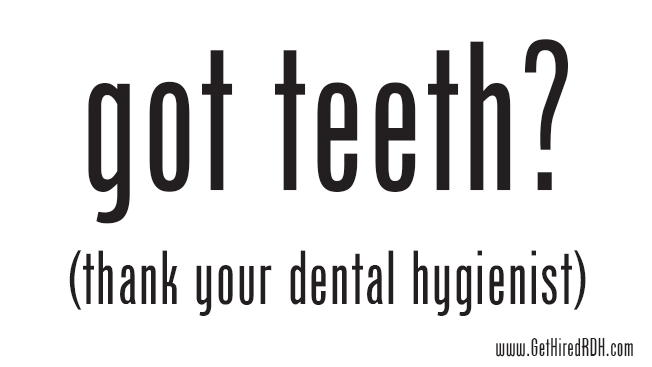 got teeth?
(thank your dental hygienist)
www.GetHiredRDH.com